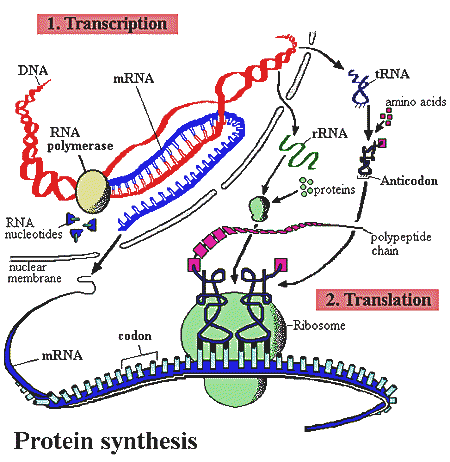 1. Transcription
DNA
mRNA
tRNA
amino acids
RNA
polymerase
rRNA
proteins
Anticodon
RNA
nucleotides
polypeptide
chain
nuclear
membrane
2. Translation
Ribosome
codon
mRNA
Protein synthesis